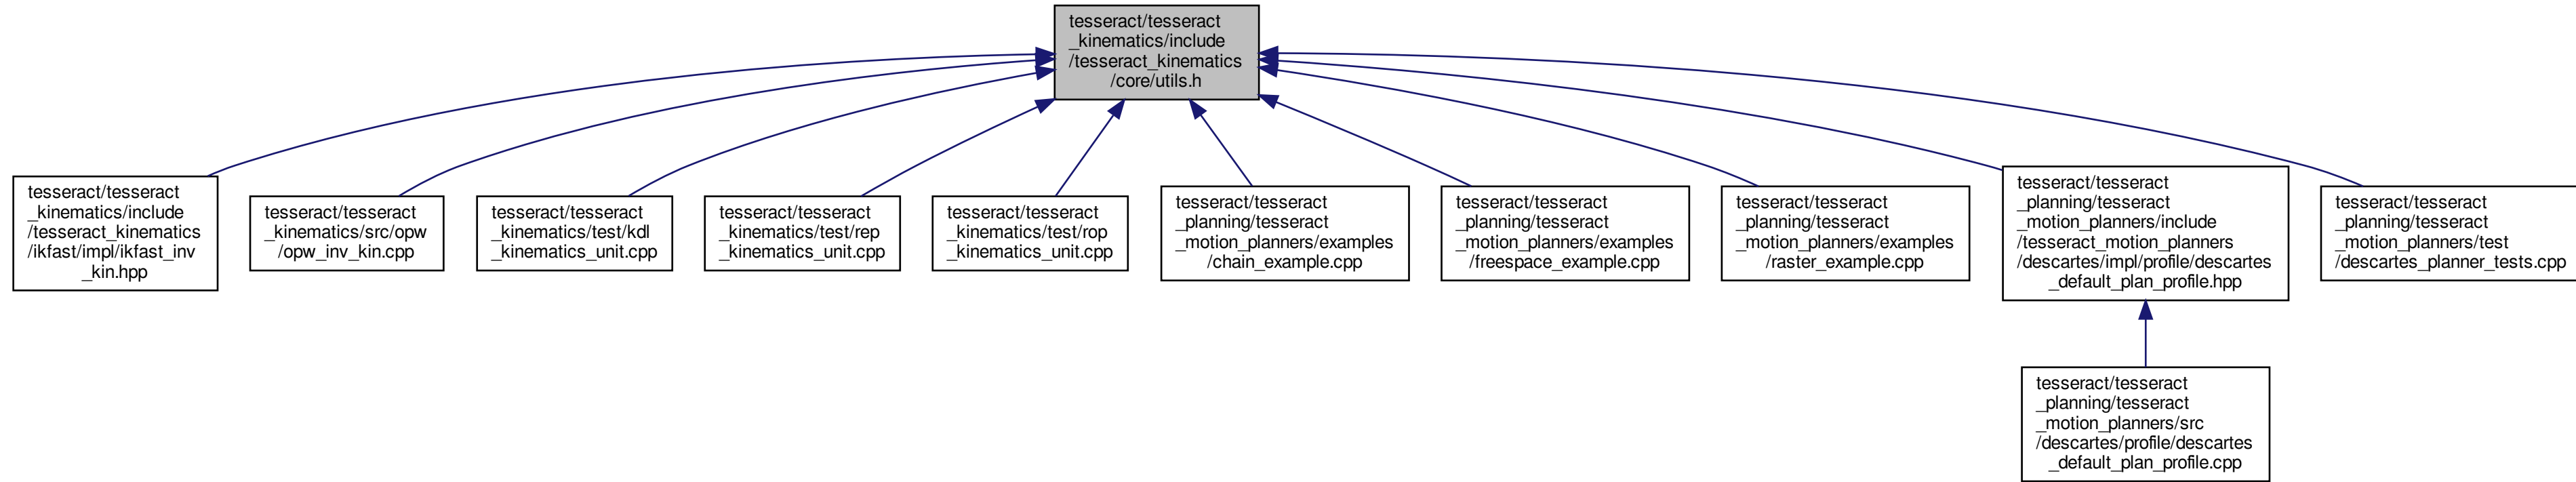 tesseract/tesseract
_kinematics/include
/tesseract_kinematics
/core/utils.h
tesseract/tesseract
_kinematics/include
/tesseract_kinematics
/ikfast/impl/ikfast_inv
_kin.hpp
tesseract/tesseract
_kinematics/src/opw
/opw_inv_kin.cpp
tesseract/tesseract
_kinematics/test/kdl
_kinematics_unit.cpp
tesseract/tesseract
_kinematics/test/rep
_kinematics_unit.cpp
tesseract/tesseract
_kinematics/test/rop
_kinematics_unit.cpp
tesseract/tesseract
_planning/tesseract
_motion_planners/examples
/chain_example.cpp
tesseract/tesseract
_planning/tesseract
_motion_planners/examples
/freespace_example.cpp
tesseract/tesseract
_planning/tesseract
_motion_planners/examples
/raster_example.cpp
tesseract/tesseract
_planning/tesseract
_motion_planners/include
/tesseract_motion_planners
/descartes/impl/profile/descartes
_default_plan_profile.hpp
tesseract/tesseract
_planning/tesseract
_motion_planners/test
/descartes_planner_tests.cpp
tesseract/tesseract
_planning/tesseract
_motion_planners/src
/descartes/profile/descartes
_default_plan_profile.cpp